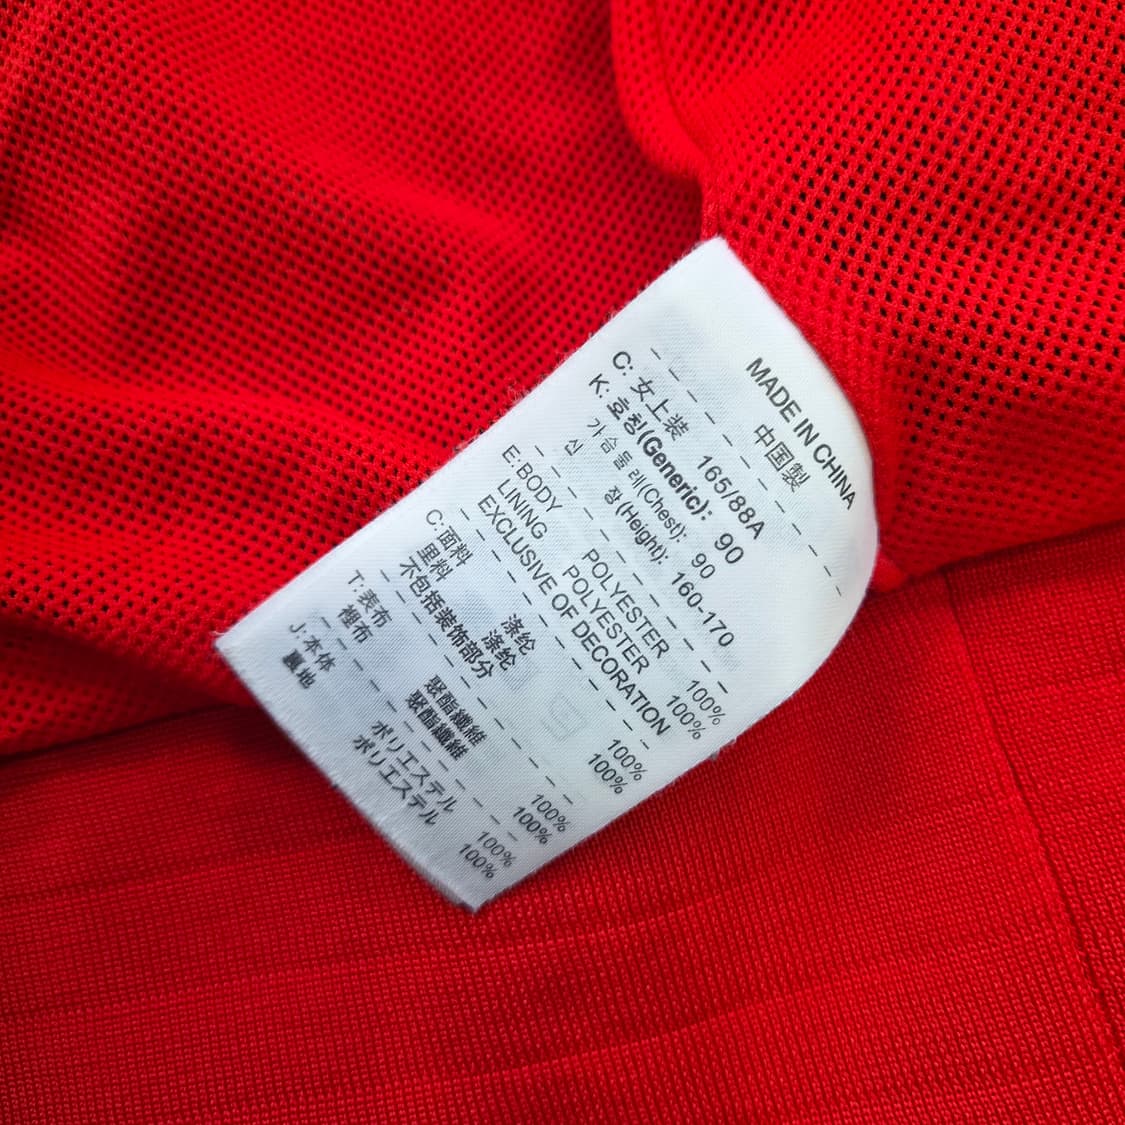 MADE IN CHINA
中国製
C: 女上装 165/88A
K: 호칭(Generic): 90
가슴둘레(Chest): 90
신 장(Height): 160-170
E:BODY POLYESTER 100%
LINING POLYESTER 100%
EXCLUSIVE OF DECORATION
C:面料 涤纶 100%
里料 涤纶 100%
不包括装饰部分
T:表布 聚酯纖維 100%
裡布 聚酯纖維 100%
J:本体 ポリエステル 100%
裏地 ポリエステル 100%